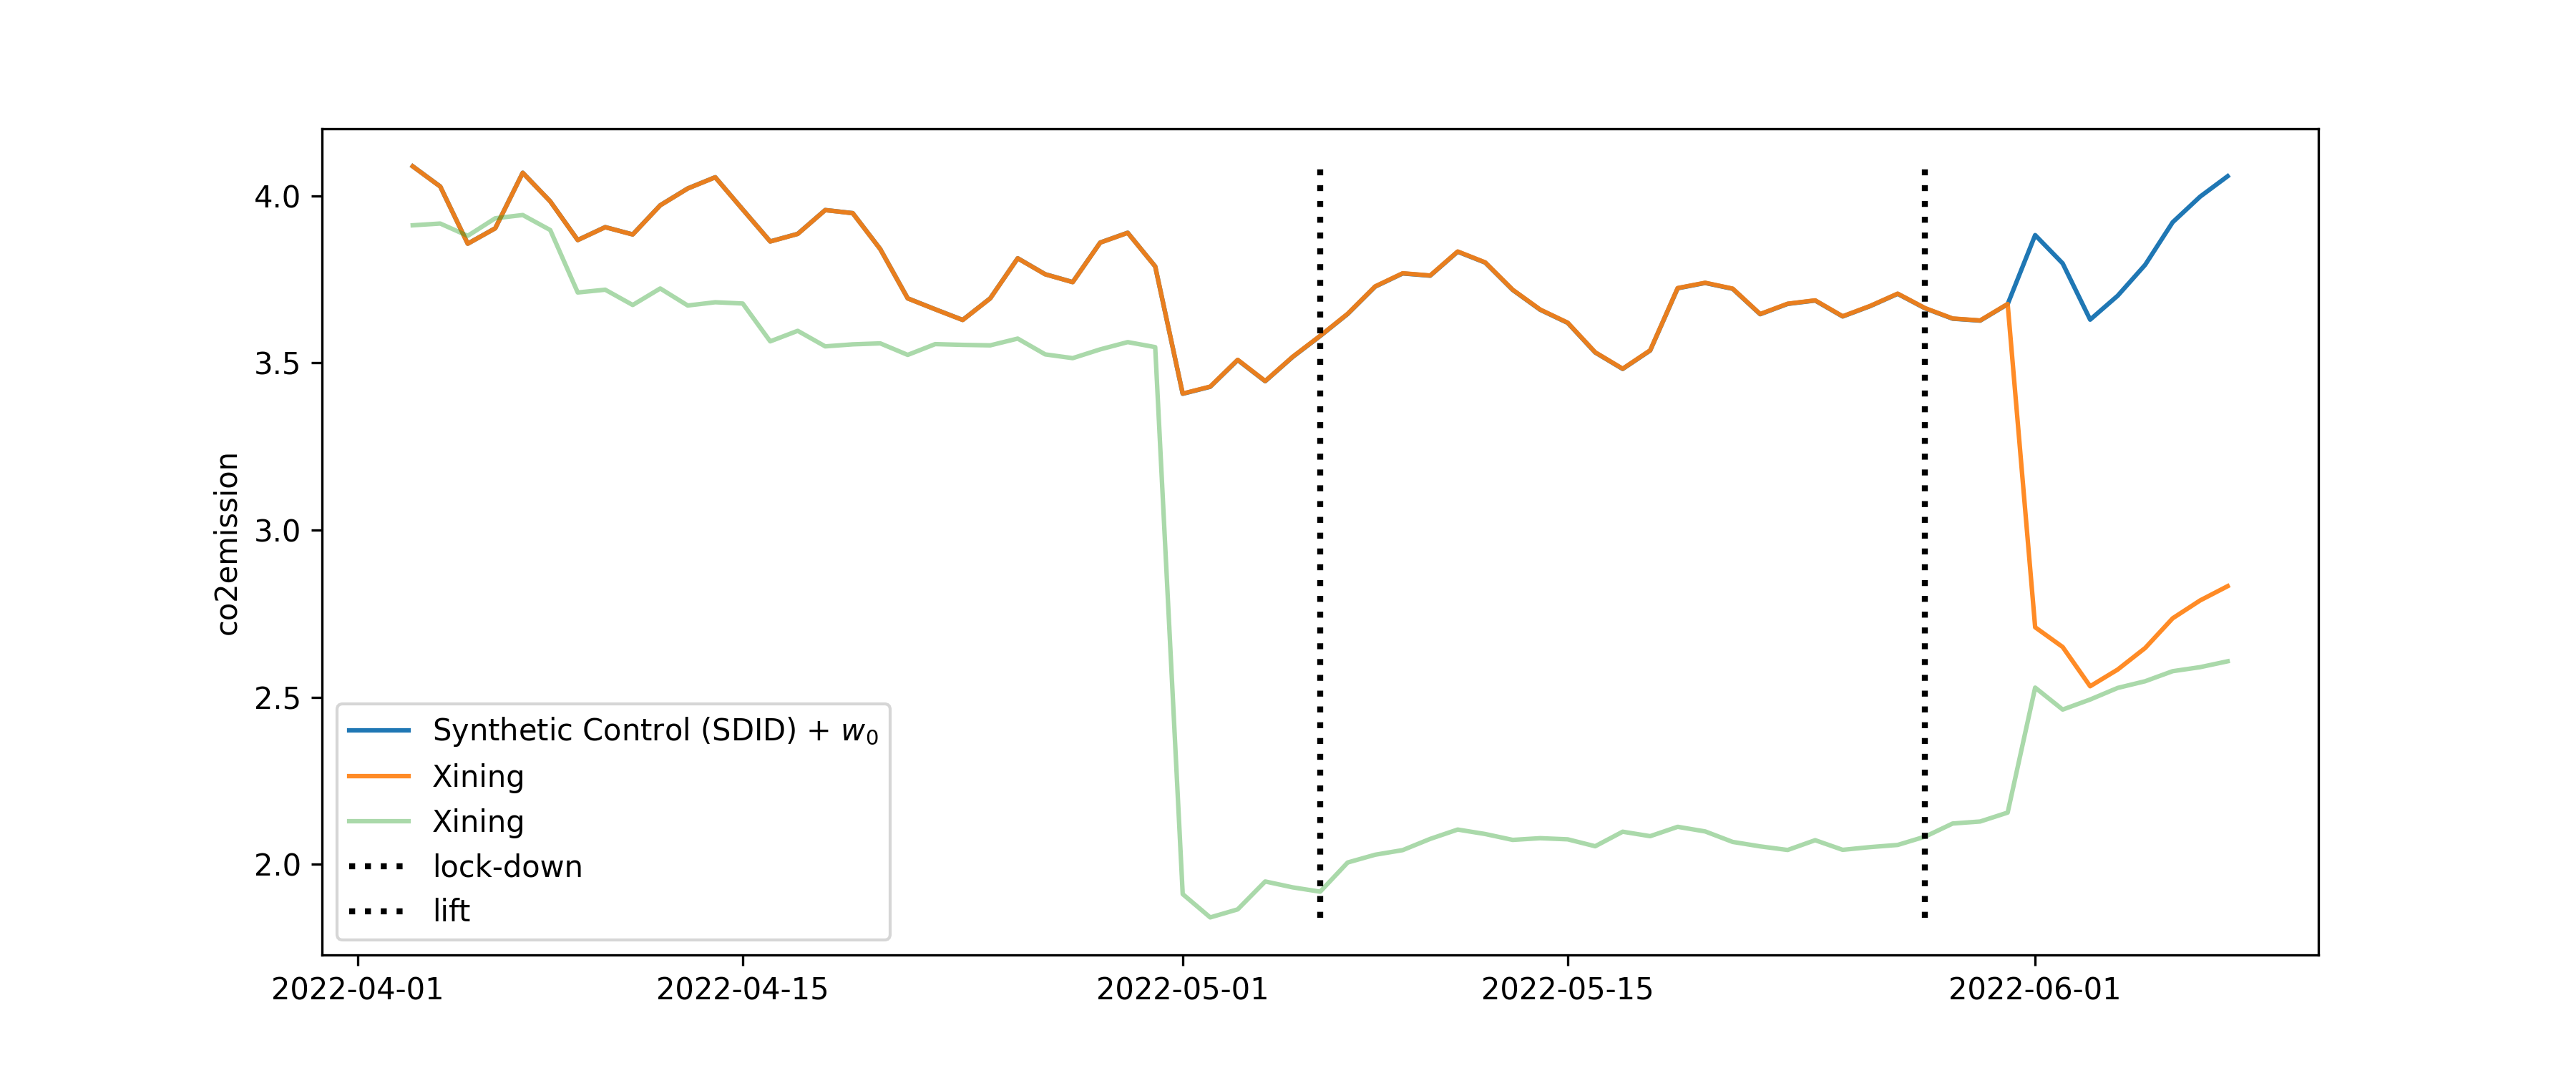 co2emission
4.0
3.5
3.0
2.5
2.0
Synthetic Control (SDID) + w₀
Xining
Xining
lock-down
lift
2022-04-01 2022-04-15 2022-05-01 2022-05-15 2022-06-01